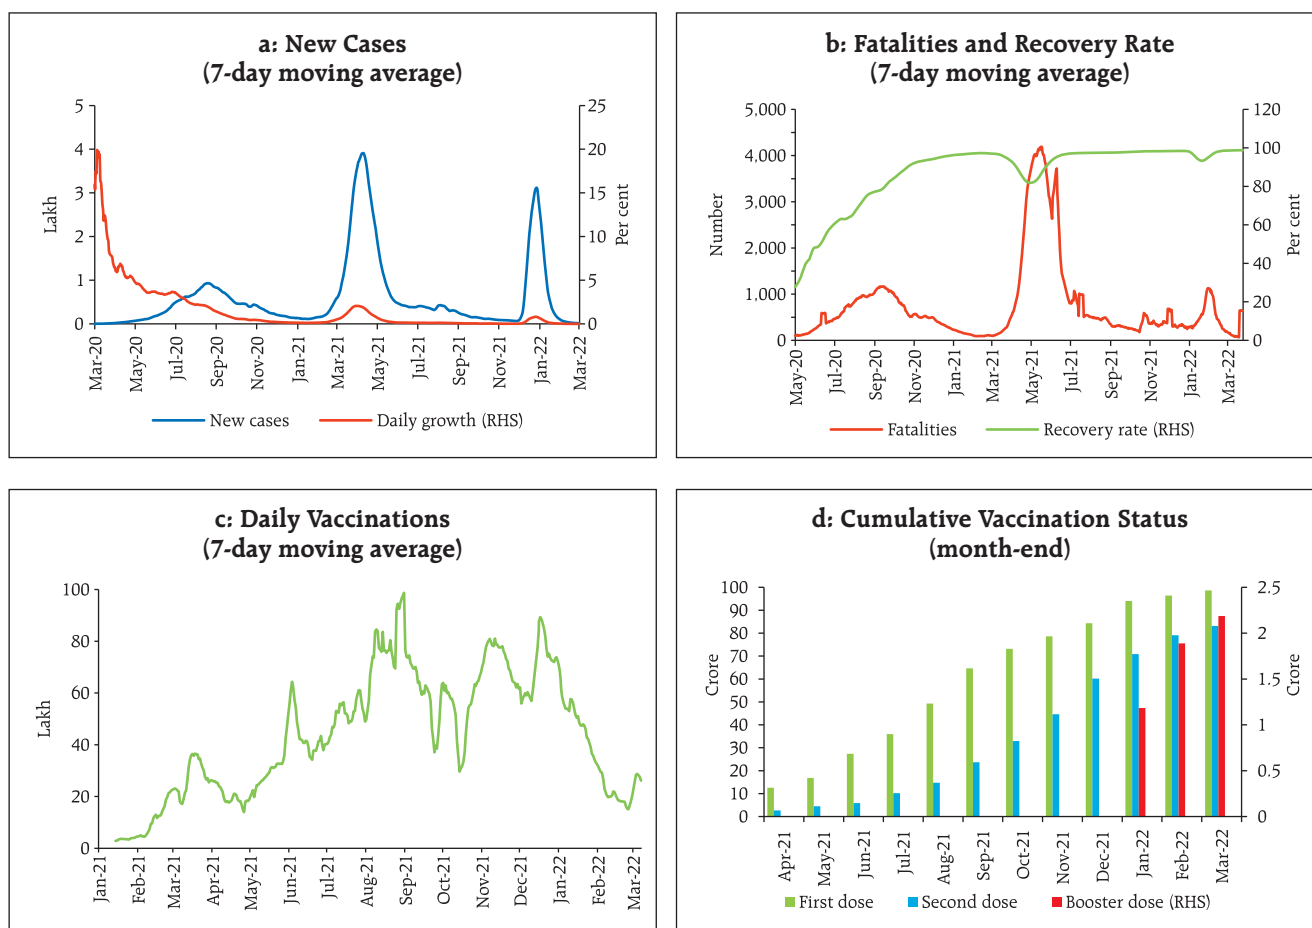 a: New Cases
(7-day moving average)
Lakh
5
4
3
2
1
0
25
20
15
10
5
0
Per cent
Mar-20
May-20
Jul-20
Sep-20
Nov-20
Jan-21
Mar-21
May-21
Jul-21
Sep-21
Nov-21
Jan-22
Mar-22
New cases
Daily growth (RHS)
b: Fatalities and Recovery Rate
(7-day moving average)
Number
5,000
4,000
3,000
2,000
1,000
0
120
100
80
60
40
20
0
Per cent
May-20
Jul-20
Sep-20
Nov-20
Jan-21
Mar-21
May-21
Jul-21
Sep-21
Nov-21
Jan-22
Mar-22
Fatalities
Recovery rate (RHS)
c: Daily Vaccinations
(7-day moving average)
Lakh
100
80
60
40
20
0
Jan-21
Feb-21
Mar-21
Apr-21
May-21
Jun-21
Jul-21
Aug-21
Sep-21
Oct-21
Nov-21
Dec-21
Jan-22
Feb-22
Mar-22
d: Cumulative Vaccination Status
(month-end)
Crore
100
90
80
70
60
50
40
30
20
10
0
2.5
2
1.5
1
0.5
0
Crore
Apr-21
May-21
Jun-21
Jul-21
Aug-21
Sep-21
Oct-21
Nov-21
Dec-21
Jan-22
Feb-22
Mar-22
First dose
Second dose
Booster dose (RHS)